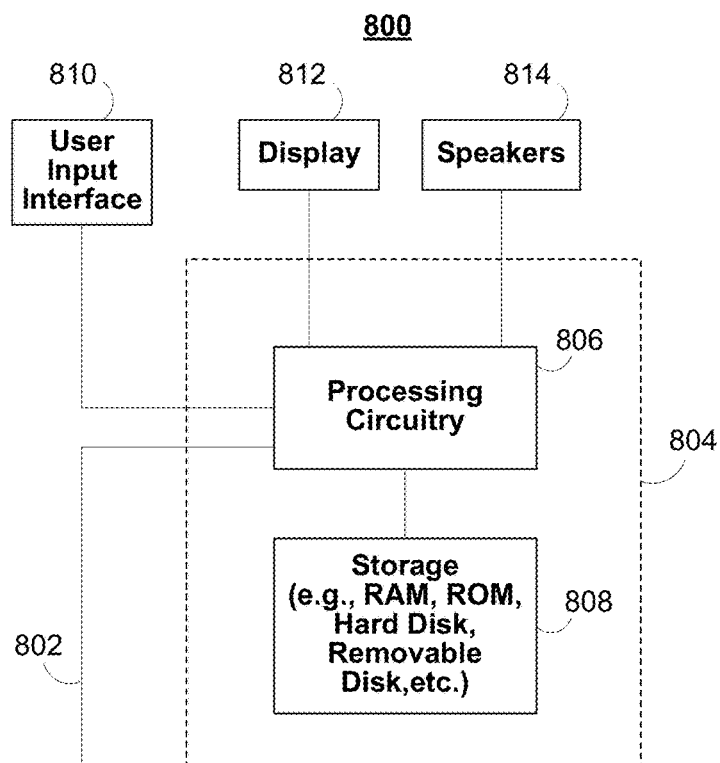 800
810
812
814
User
Input
Interface
Display
Speakers
806
Processing
Circuitry
804
Storage
(e.g., RAM, ROM,
Hard Disk,
Removable
Disk,etc.)
808
802